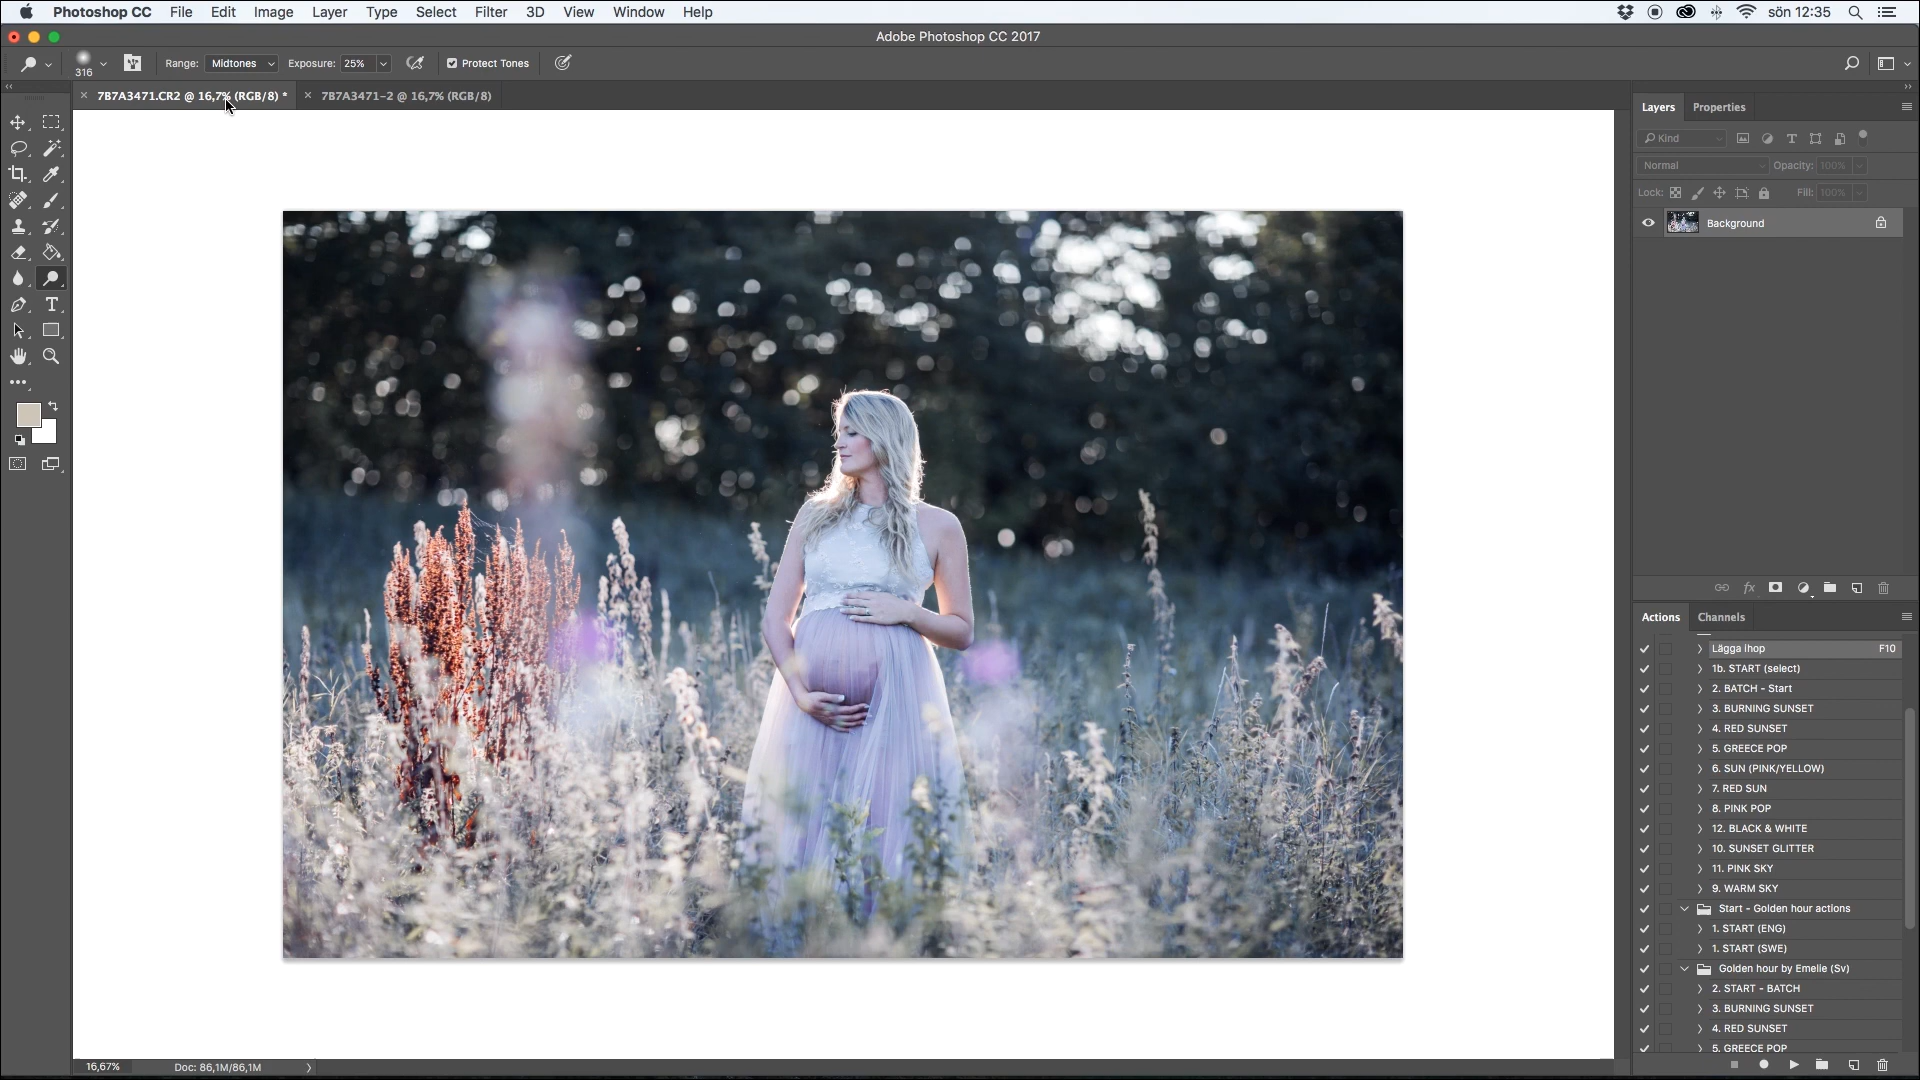 Photoshop CC File Edit Image Layer Type Select Filter 3D View Window Help sön 12:35
Adobe Photoshop CC 2017
316 Range: Midtones Exposure: 25% Protect Tones
7B7A3471.CR2 @ 16,7% (RGB/8) * 7B7A3471-2 @ 16,7% (RGB/8)
Layers Properties
Kind
Normal Opacity: 100%
Lock: Fill: 100%
Background
fx
Actions Channels
Lägga ihop F10
1b. START (select)
2. BATCH - Start
3. BURNING SUNSET
4. RED SUNSET
5. GREECE POP
6. SUN (PINK/YELLOW)
7. RED SUN
8. PINK POP
12. BLACK & WHITE
10. SUNSET GLITTER
11. PINK SKY
9. WARM SKY
Start - Golden hour actions
1. START (ENG)
1. START (SWE)
Golden hour by Emelie (Sv)
2. START - BATCH
3. BURNING SUNSET
4. RED SUNSET
5. GREECE POP
16,67% Doc: 86,1M/86,1M